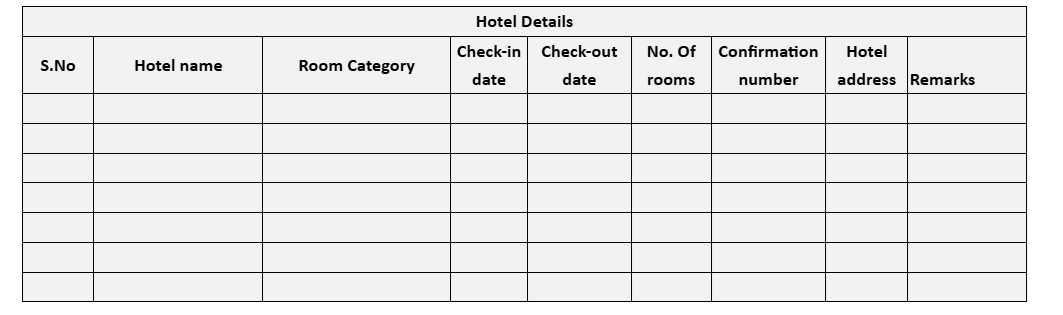 Hotel Details
S.No Hotel name Room Category Check-in date Check-out date No. Of rooms Confirmation number Hotel address Remarks